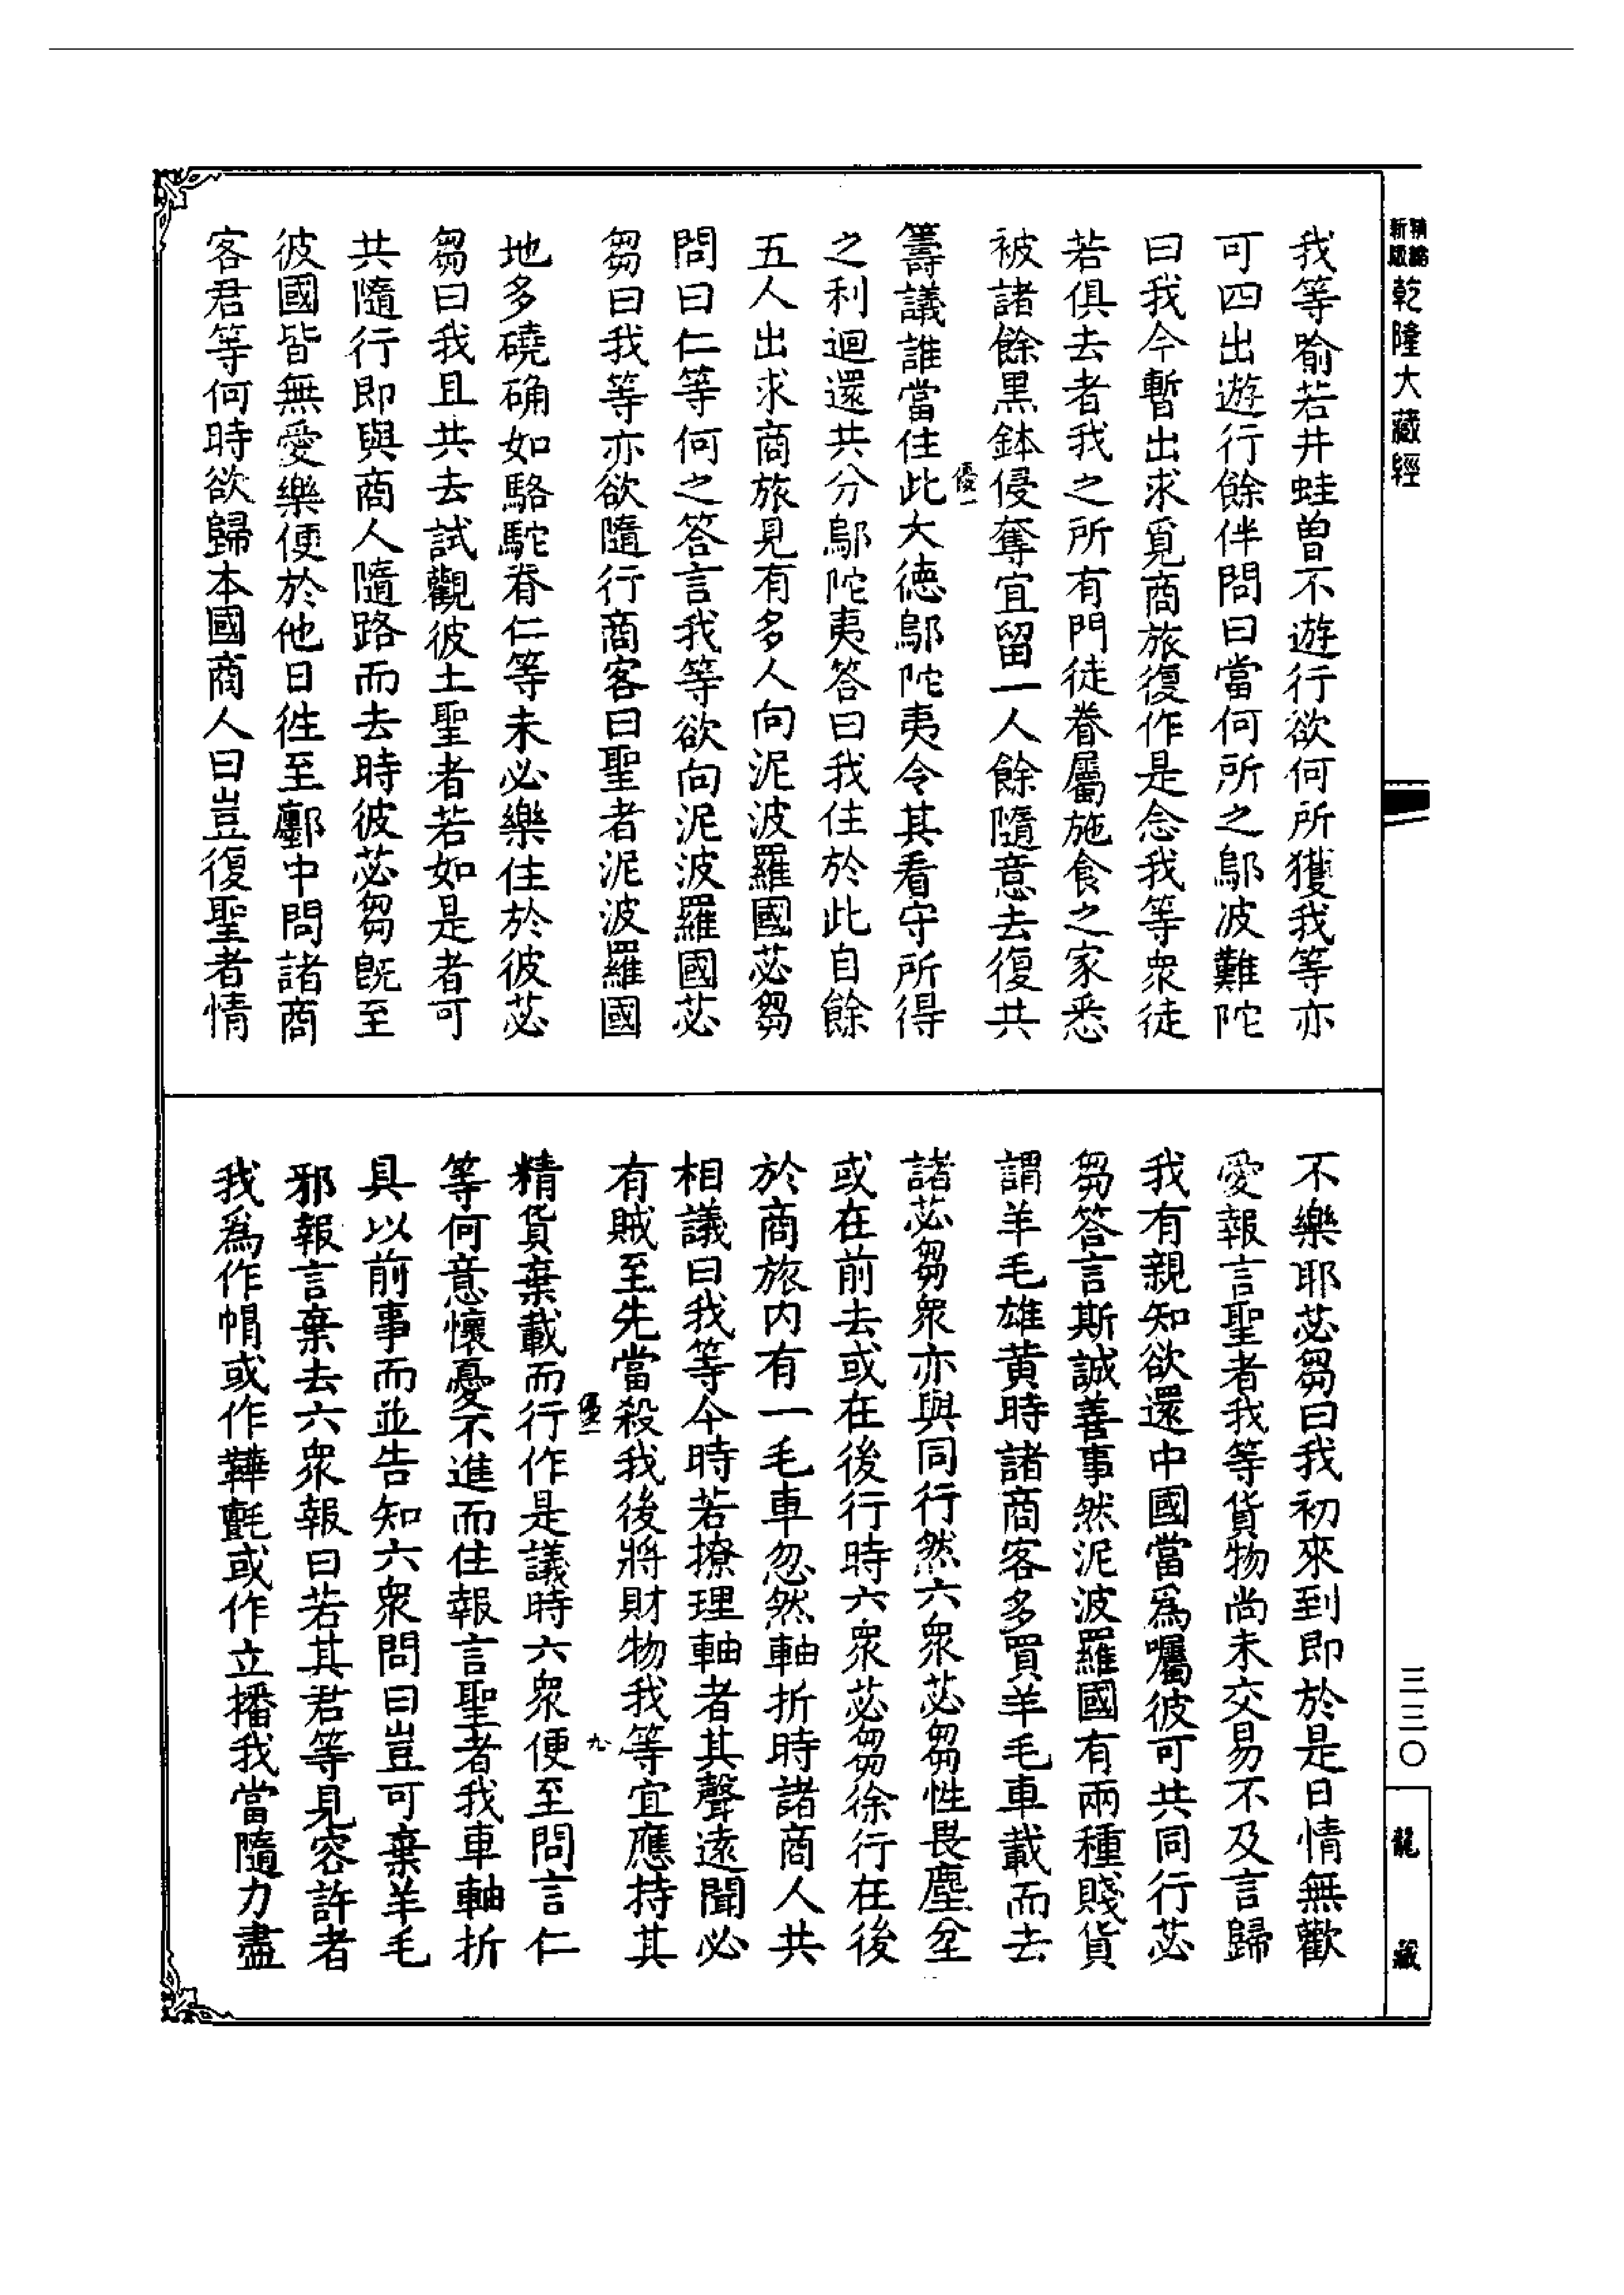 新編縮版乾隆大藏經
我等喻若井蛙曾不遊行欲何所獲我等亦
可四出遊行餘伴問曰當何所之鄔波難陀
曰我今暫出求覓商旅復作是念我等衆徒
若俱去者我之所有門徒眷屬施食之家悉
被諸餘黑鉢侵奪宜留一人餘隨意去復共
優一
籌議誰當住此大德鄔陀夷令其看守所得
之利迴還共分鄔陀夷答曰我住於此自餘
五人出求商旅見有多人向泥波羅國苾芻
問曰仁等何之答言我等欲向泥波羅國苾
芻曰我等亦欲隨行商客曰聖者泥波羅國
地多磽确如駱駝脊仁等未必樂住於彼苾
芻曰我且共去試觀彼土聖者若如是者可
共隨行即與商人隨路而去時彼苾芻既至
彼國皆無愛樂便於他日徃至鄽中問諸商
客君等何時欲歸本國商人曰豈復聖者情
不樂耶苾芻曰我初來到即於是日情無歡
愛報言聖者我等貨物尚未交易不及言歸
我有親知欲還中國當爲囑彼可共同行苾
芻答言斯誠善事然泥波羅國有兩種賤貨
謂羊毛雄黄時諸商客多買羊毛車載而去
諸苾芻衆亦與同行然六衆苾芻性畏塵坌
或在前去或在後行時六衆苾芻徐行在後
於商旅内有一毛車忽然軸折時諸商人共
相議曰我等今時若撩理軸者其聲遠聞必
有賊至先當殺我後將財物我等宜應持其
優一
九
精貨棄載而行作是議時六衆便至問言仁
等何意懷憂不進而住報言聖者我車軸折
具以前事而並告知六衆問曰豈可棄羊毛
邪報言棄去六衆報曰若其君等見容許者
我爲作帽或作鞾氈或作立播我當隨力盡
三三〇
龍藏